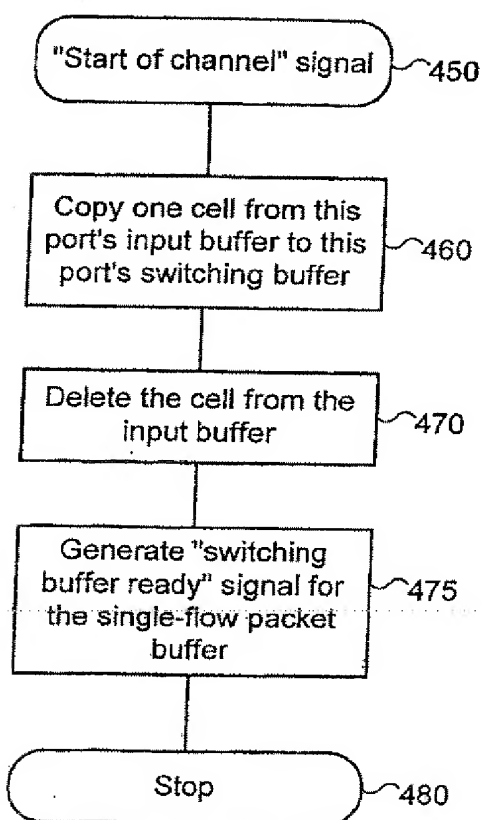 "Start of channel" signal 450
Copy one cell from this
port's input buffer to this
port's switching buffer
460
Delete the cell from the
input buffer
470
Generate "switching
buffer ready" signal for
the single-flow packet
buffer
475
Stop 480